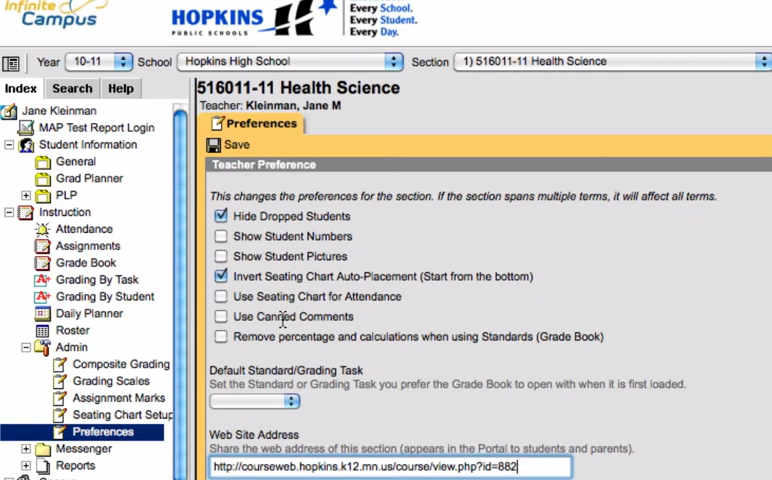 Infinite
Campus
HOPKINS
PUBLIC SCHOOLS
Every School.
Every Student.
Every Day.
Year 10-11 School Hopkins High School Section 1) 516011-11 Health Science
Index Search Help
516011-11 Health Science
Teacher: Kleinman, Jane M
Jane Kleinman
MAP Test Report Login
Student Information
General
Grad Planner
PLP
Instruction
Attendance
Assignments
Grade Book
Grading By Task
Grading By Student
Daily Planner
Roster
Admin
Composite Grading
Grading Scales
Assignment Marks
Seating Chart Setup
Preferences
Messenger
Reports
Preferences
Save
Teacher Preference
This changes the preferences for the section. If the section spans multiple terms, it will affect all terms.
Hide Dropped Students
Show Student Numbers
Show Student Pictures
Invert Seating Chart Auto-Placement (Start from the bottom)
Use Seating Chart for Attendance
Use Canned Comments
Remove percentage and calculations when using Standards (Grade Book)
Default Standard/Grading Task
Set the Standard or Grading Task you prefer the Grade Book to open with when it is first loaded.
Web Site Address
Share the web address of this section (appears in the Portal to students and parents).
http://courseweb.hopkins.k12.mn.us/course/view.php?id=882